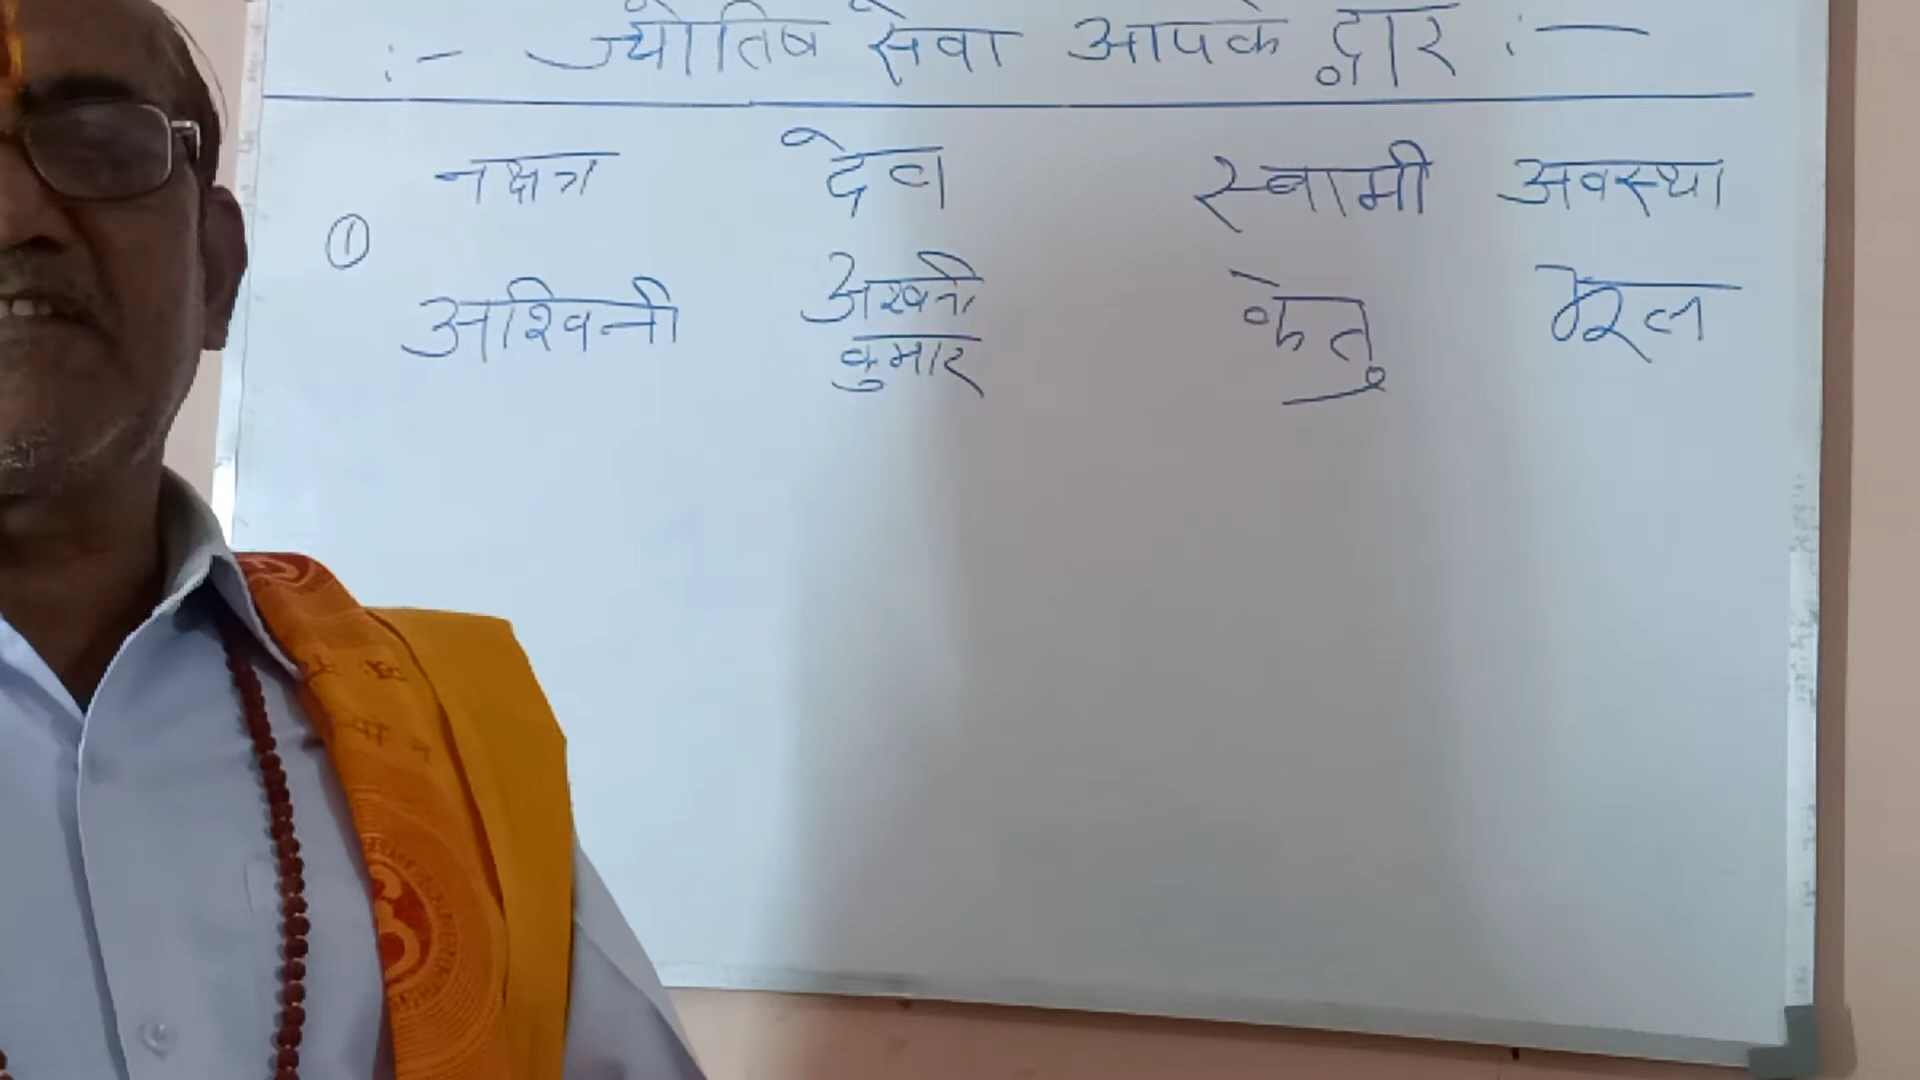 :- ज्योतिष सेवा आपके द्वार :-
नक्षत्र देव स्वामी अवस्था
①
अश्विनी अश्वनी केतु मूल
कुमार